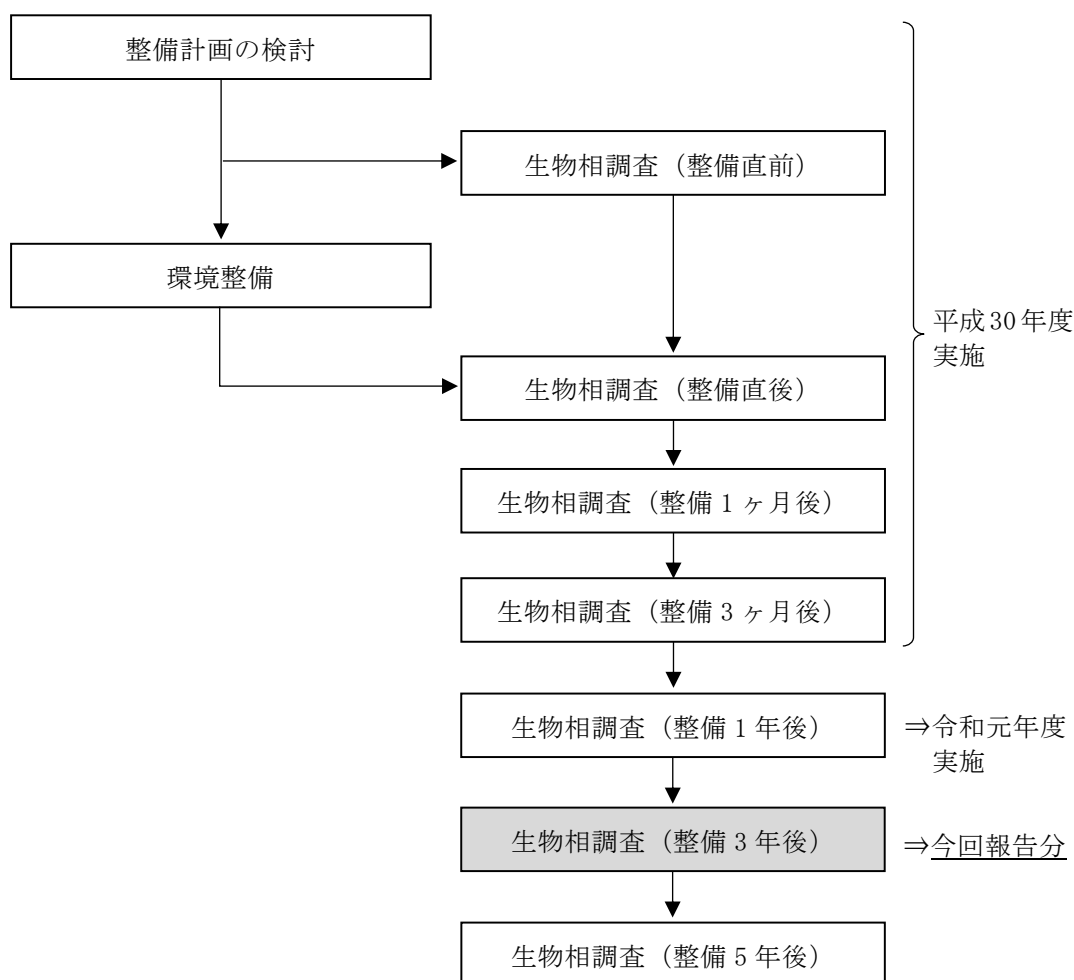 整備計画の検討
生物相調査（整備直前）
環境整備
平成30年度
実施
生物相調査（整備直後）
生物相調査（整備1ヶ月後）
生物相調査（整備3ヶ月後）
生物相調査（整備1年後）
⇒令和元年度
実施
生物相調査（整備3年後）
⇒今回報告分
生物相調査（整備5年後）